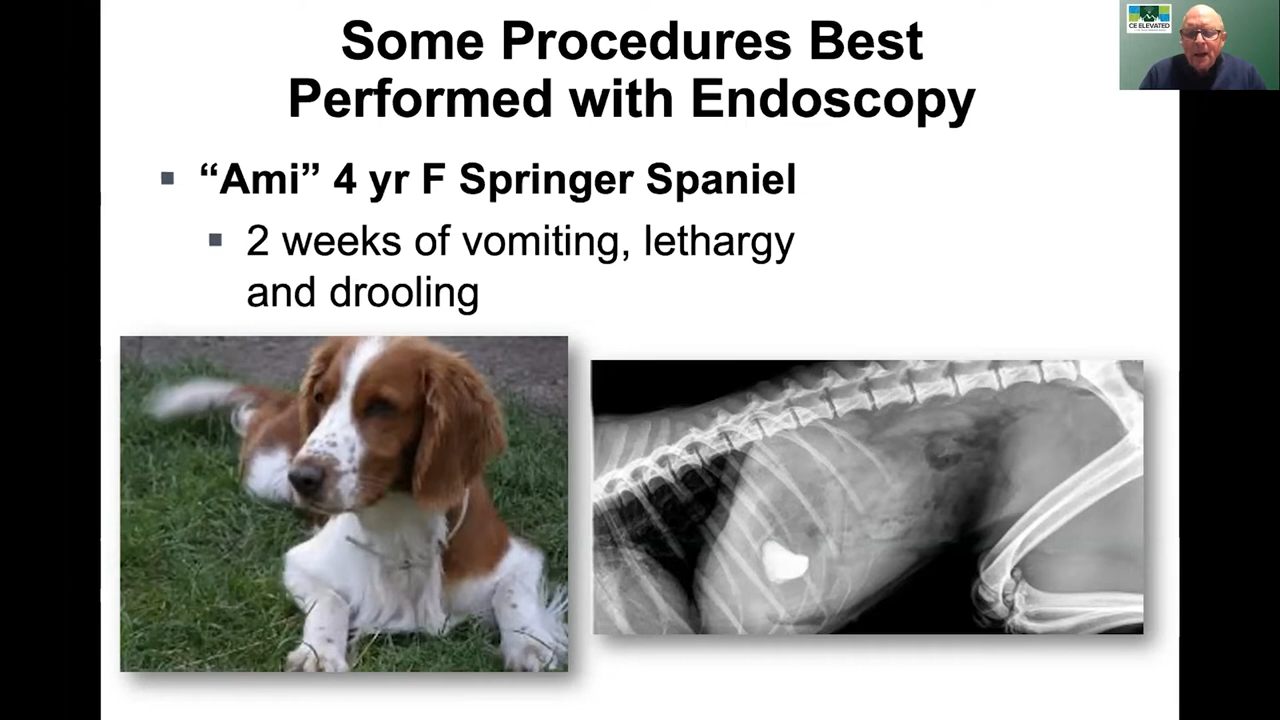 Some Procedures Best
Performed with Endoscopy
“Ami” 4 yr F Springer Spaniel
2 weeks of vomiting, lethargy
and drooling
CE ELEVATED